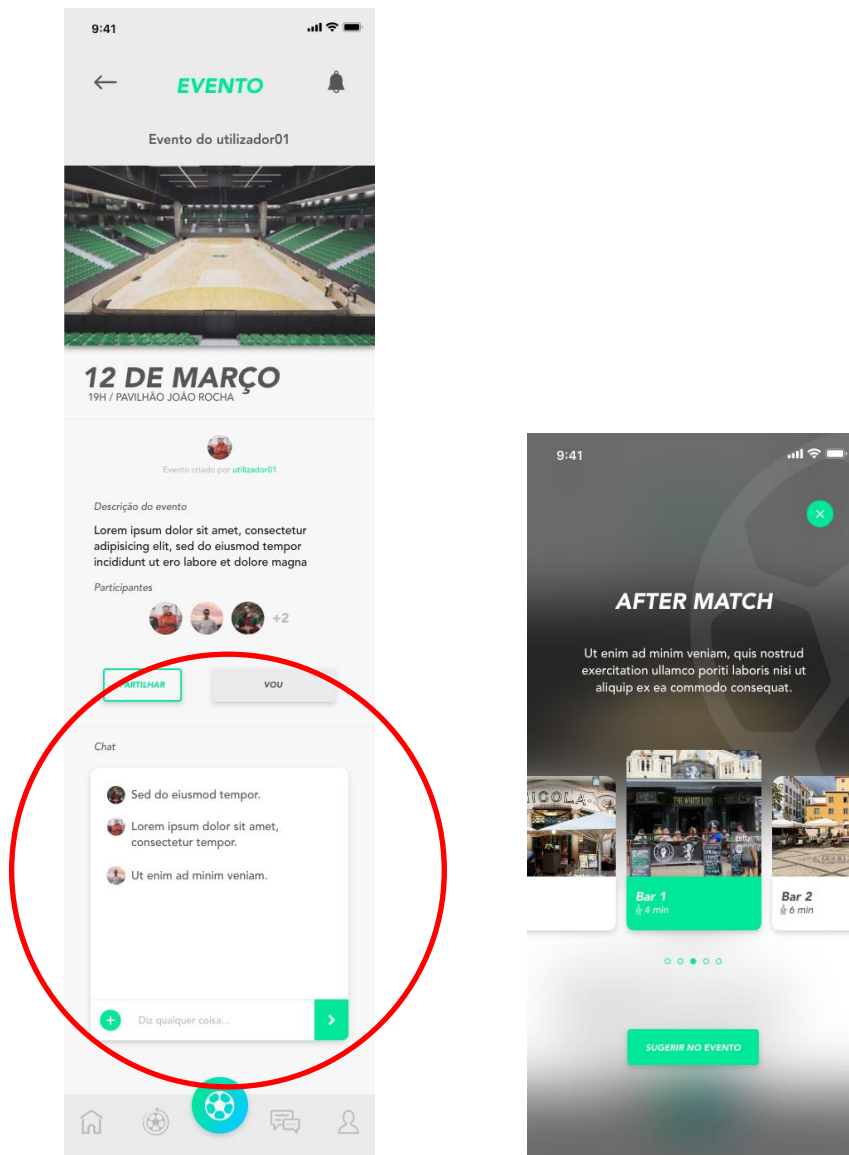 9:41
EVENTO
Evento do utilizador01
12 DE MARÇO
19H / PAVILHÃO JOÃO ROCHA
Evento criado por utilizador01
Descrição do evento
Lorem ipsum dolor sit amet, consectetur
adipisicing elit, sed do eiusmod tempor
incididunt ut ero labore et dolore magna
Participantes
+2
PARTILHAR
VOU
Chat
Sed do eiusmod tempor.
Lorem ipsum dolor sit amet,
consectetur tempor.
Ut enim ad minim veniam.
Diz qualquer coisa...
9:41
AFTER MATCH
Ut enim ad minim veniam, quis nostrud
exercitation ullamco poriti laboris nisi ut
aliquip ex ea commodo consequat.
NICOLA
THE WHITE LION
Bar 1
4 min
Bar 2
6 min
SUGERIR NO EVENTO